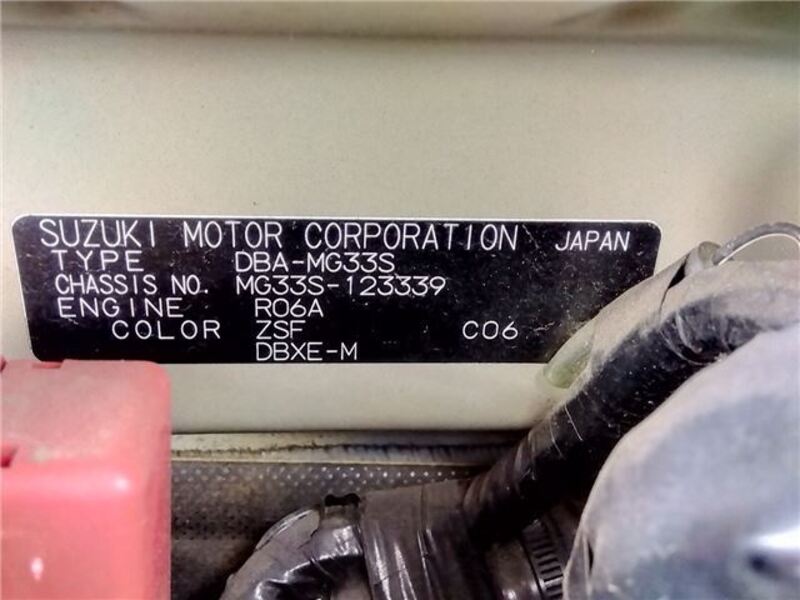 SUZUKI MOTOR CORPORATION JAPAN
TYPE DBA-MG33S
CHASSIS NO. MG33S-123339
ENGINE R06A
COLOR ZSF C06
DBXE-M